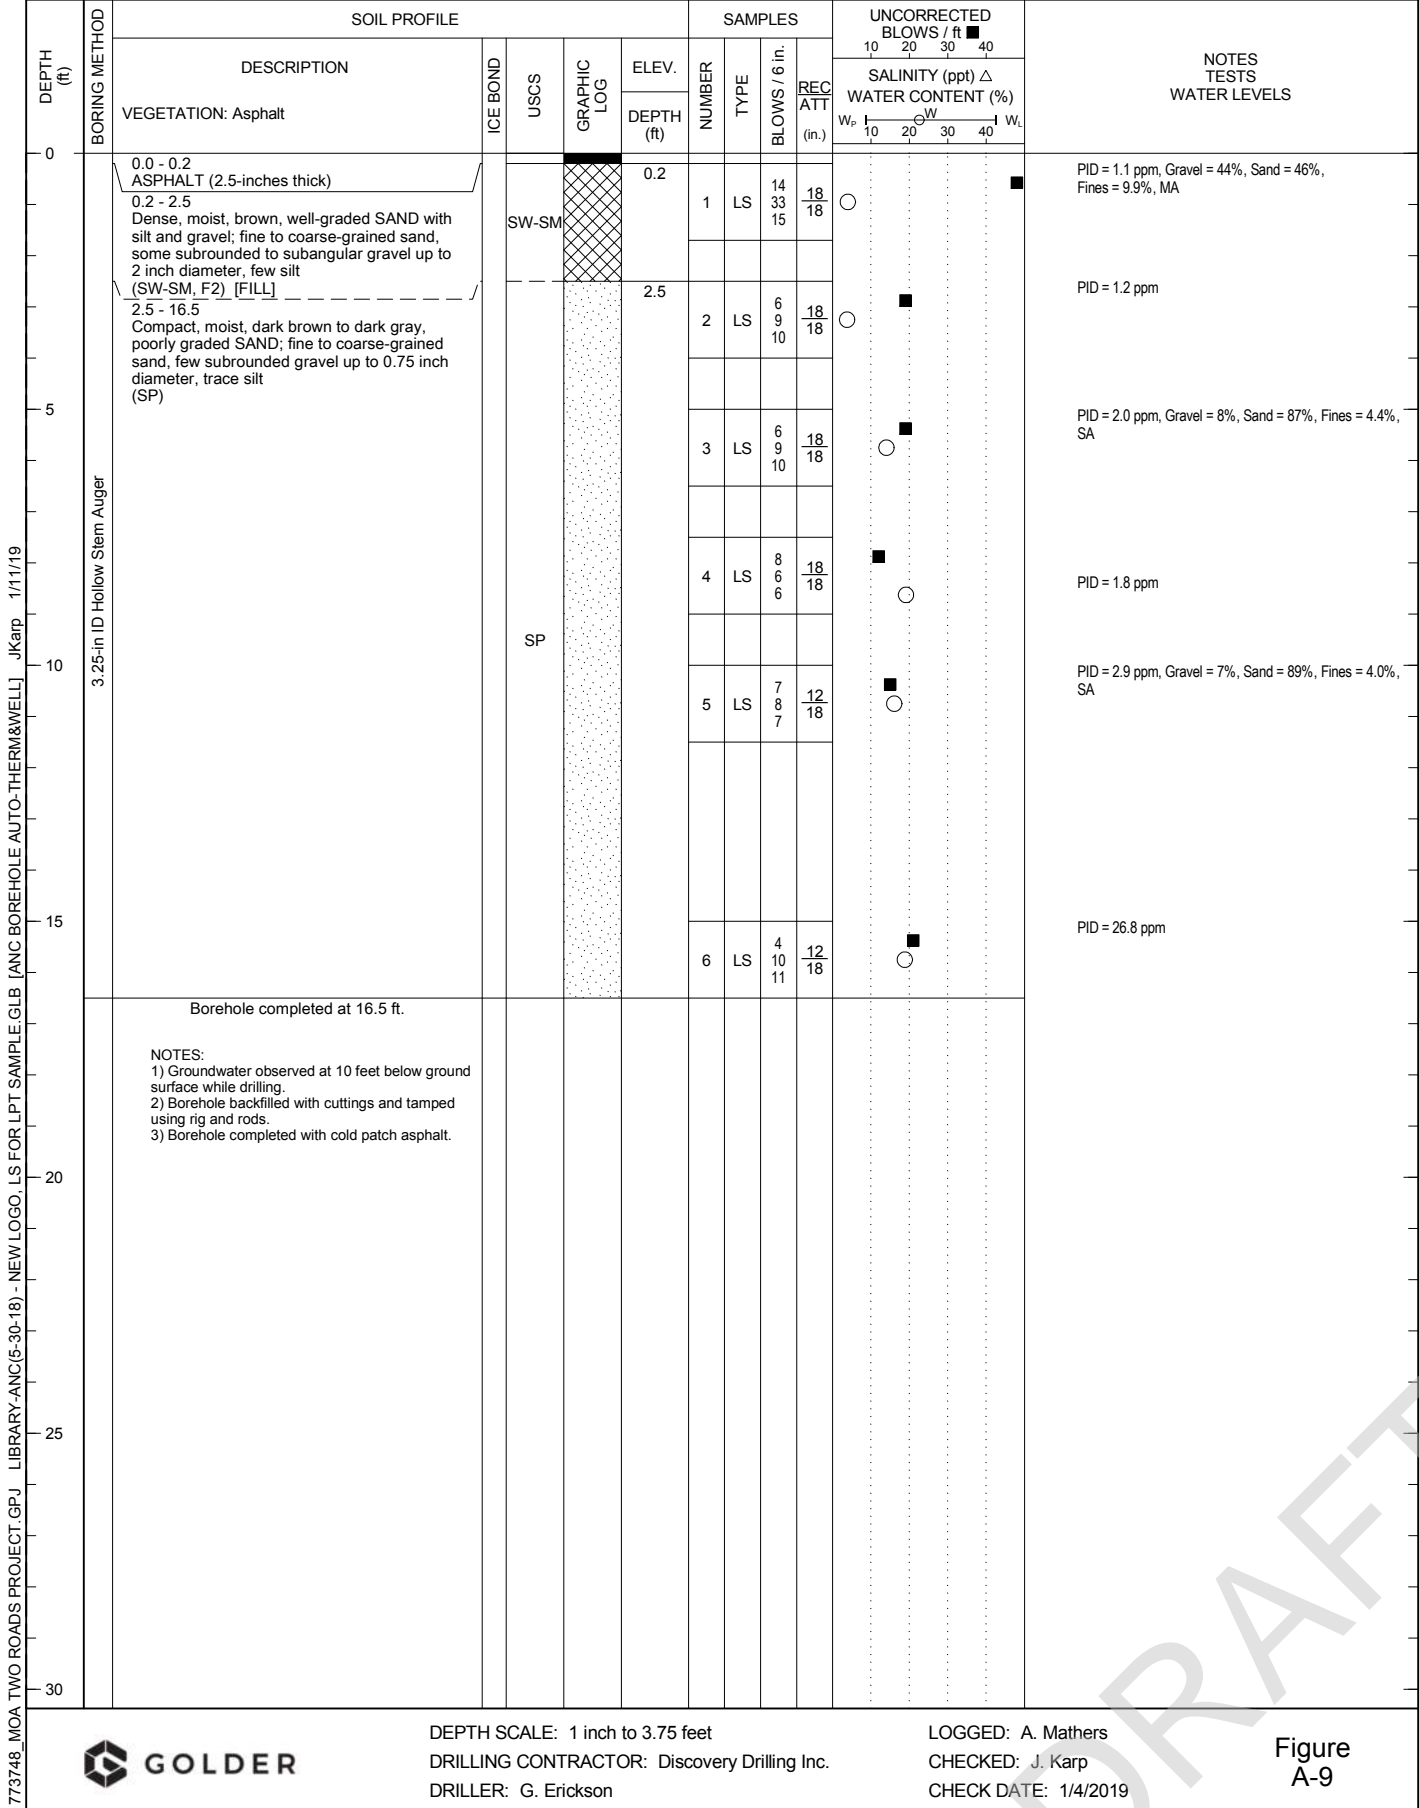 DEPTH
(ft)
BORING METHOD
SOIL PROFILE
DESCRIPTION
VEGETATION: Asphalt
ICE BOND
USCS
GRAPHIC
LOG
ELEV.
DEPTH
(ft)
SAMPLES
NUMBER
TYPE
BLOWS / 6 in.
REC
ATT
(in.)
UNCORRECTED
BLOWS / ft ■
10 20 30 40
SALINITY (ppt) △
WATER CONTENT (%)
Wₚ W W_L
10 20 30 40
NOTES
TESTS
WATER LEVELS
0
5
10
15
20
25
30
3.25-in ID Hollow Stem Auger
0.0 - 0.2
ASPHALT (2.5-inches thick)
0.2 - 2.5
Dense, moist, brown, well-graded SAND with
silt and gravel; fine to coarse-grained sand,
some subrounded to subangular gravel up to
2 inch diameter, few silt
(SW-SM, F2) [FILL]
2.5 - 16.5
Compact, moist, dark brown to dark gray,
poorly graded SAND; fine to coarse-grained
sand, few subrounded gravel up to 0.75 inch
diameter, trace silt
(SP)
SW-SM
SP
0.2
2.5
1 LS 14 33 15 18/18
PID = 1.1 ppm, Gravel = 44%, Sand = 46%,
Fines = 9.9%, MA
2 LS 6 9 10 18/18
PID = 1.2 ppm
3 LS 6 9 10 18/18
PID = 2.0 ppm, Gravel = 8%, Sand = 87%, Fines = 4.4%,
SA
4 LS 8 6 6 18/18
PID = 1.8 ppm
5 LS 7 8 7 12/18
PID = 2.9 ppm, Gravel = 7%, Sand = 89%, Fines = 4.0%,
SA
6 LS 4 10 11 12/18
PID = 26.8 ppm
Borehole completed at 16.5 ft.
NOTES:
1) Groundwater observed at 10 feet below ground
surface while drilling.
2) Borehole backfilled with cuttings and tamped
using rig and rods.
3) Borehole completed with cold patch asphalt.
773748_MOA TWO ROADS PROJECT.GPJ LIBRARY-ANC(5-30-18) - NEW LOGO, LS FOR LPT SAMPLE.GLB [ANC BOREHOLE AUTO-THERM&WELL] JKarp 1/11/19
GOLDER
DEPTH SCALE: 1 inch to 3.75 feet
DRILLING CONTRACTOR: Discovery Drilling Inc.
DRILLER: G. Erickson
LOGGED: A. Mathers
CHECKED: J. Karp
CHECK DATE: 1/4/2019
Figure
A-9
DRAFT